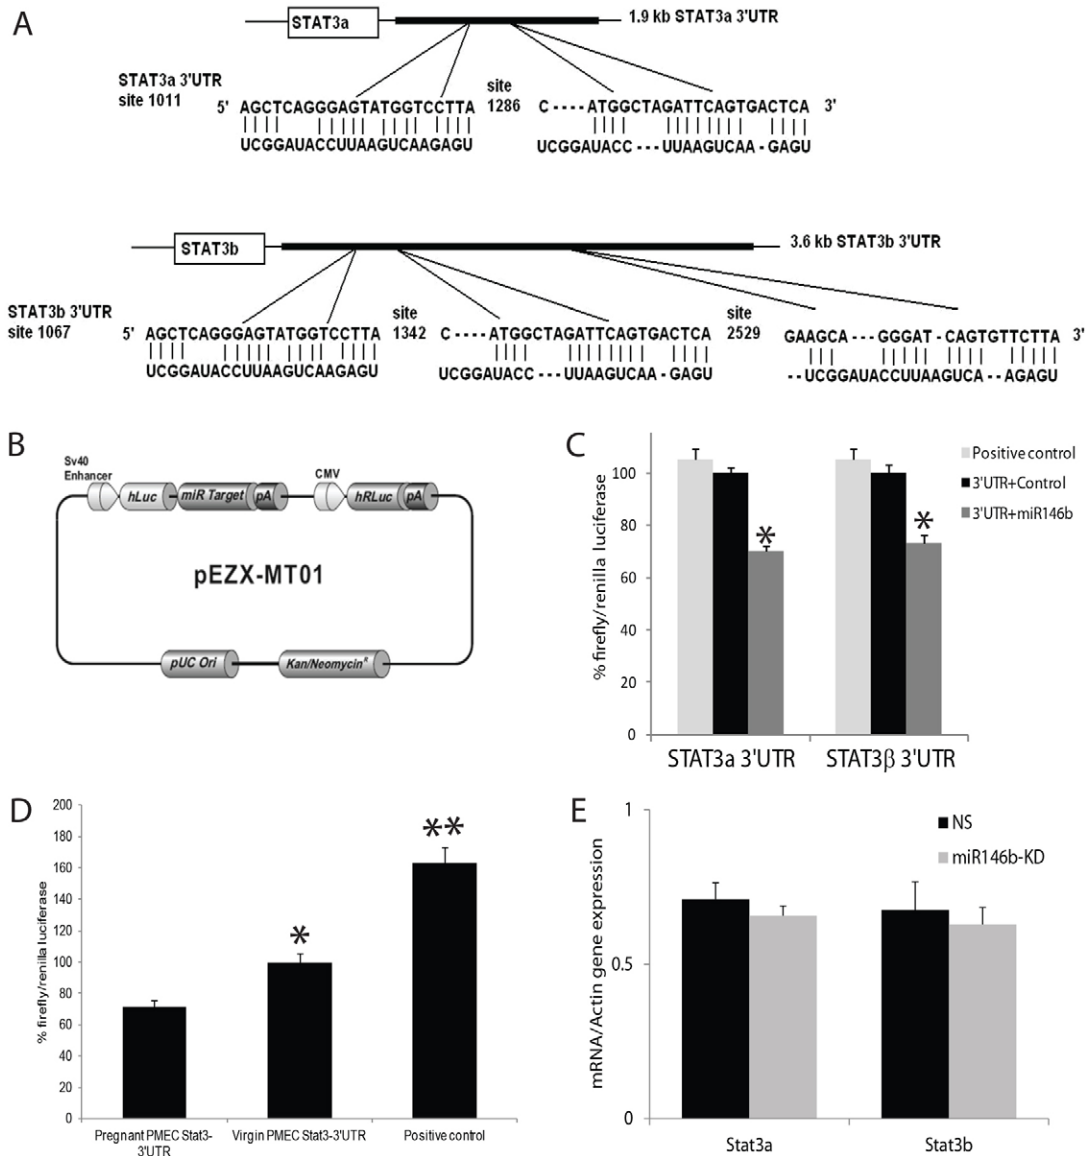 A
STAT3a
1.9 kb STAT3a 3'UTR
STAT3a 3'UTR
site 1011
5' AGCTCAGGGAGTATGGTCCTTA
UCGGAUACCUUAAGUCAAGAGU
site
1286
C----ATGGCTAGATTCAGTGACTCA 3'
UCGGAUACC---UUAAGUCAA-GAGU
STAT3b
3.6 kb STAT3b 3'UTR
STAT3b 3'UTR
site 1067
5' AGCTCAGGGAGTATGGTCCTTA
UCGGAUACCUUAAGUCAAGAGU
site
1342
C----ATGGCTAGATTCAGTGACTCA
UCGGAUACC---UUAAGUCAA-GAGU
site
2529
GAAGCA---GGGAT-CAGTGTTCTTA 3'
--UCGGAUACCUUAAGUCA--AGAGU
B
Sv40
Enhancer
hLuc
miR Target
pA
CMV
hRLuc
pA
pEZX-MT01
pUC Ori
Kan/NeomycinR
C
% firefly/renilla luciferase
100
80
60
40
20
0
*
*
STAT3a 3'UTR
STAT3β 3'UTR
Positive control
3'UTR+Control
3'UTR+miR146b
D
% firefly/renilla luciferase
200
180
160
140
120
100
80
60
40
20
0
*
**
Pregnant PMEC Stat3-
3'UTR
Virgin PMEC Stat3-3'UTR
Positive control
E
mRNA/Actin gene expression
1
0.5
0
NS
miR146b-KD
Stat3a
Stat3b